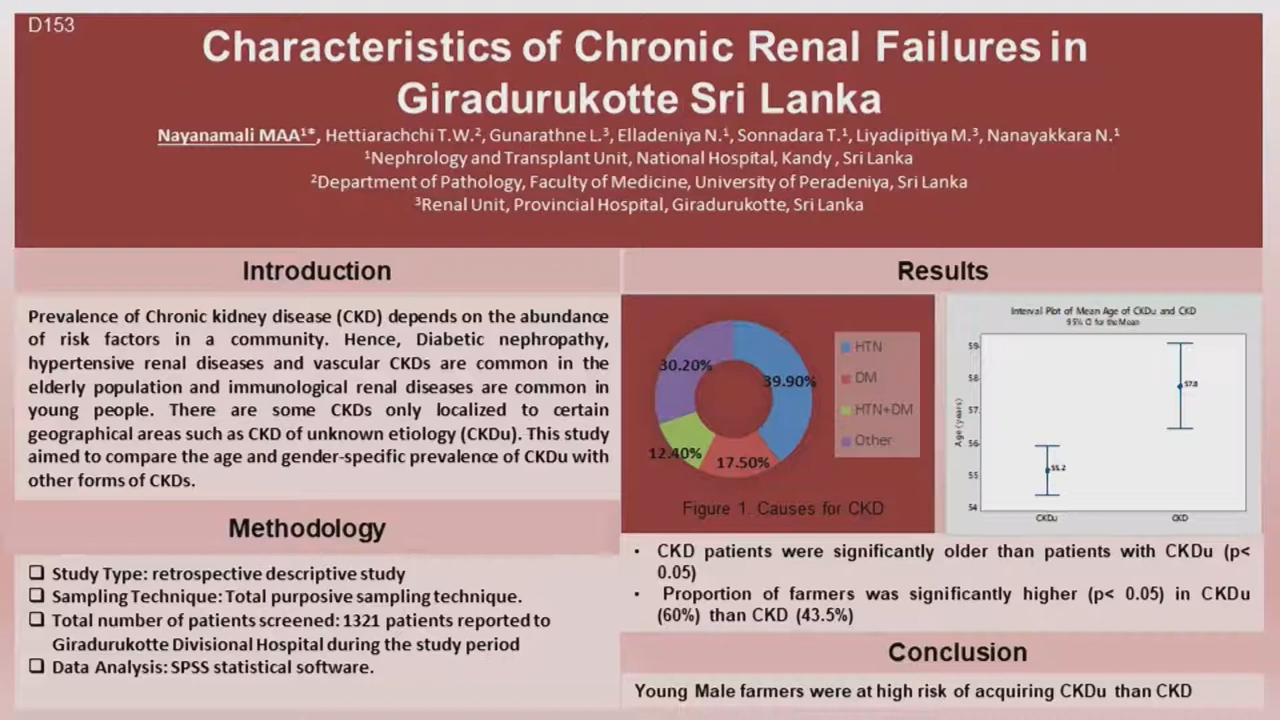 D153
Characteristics of Chronic Renal Failures in
Giradurukotte Sri Lanka
Nayanamali MAA¹*, Hettiarachchi T.W.², Gunarathne L.³, Elladeniya N.¹, Sonnadara T.¹, Liyadipitiya M.³, Nanayakkara N.¹
¹Nephrology and Transplant Unit, National Hospital, Kandy , Sri Lanka
²Department of Pathology, Faculty of Medicine, University of Peradeniya, Sri Lanka
³Renal Unit, Provincial Hospital, Giradurukotte, Sri Lanka
Introduction
Prevalence of Chronic kidney disease (CKD) depends on the abundance
of risk factors in a community. Hence, Diabetic nephropathy,
hypertensive renal diseases and vascular CKDs are common in the
elderly population and immunological renal diseases are common in
young people. There are some CKDs only localized to certain
geographical areas such as CKD of unknown etiology (CKDu). This study
aimed to compare the age and gender-specific prevalence of CKDu with
other forms of CKDs.
Methodology
❑ Study Type: retrospective descriptive study
❑ Sampling Technique: Total purposive sampling technique.
❑ Total number of patients screened: 1321 patients reported to
Giradurukotte Divisional Hospital during the study period
❑ Data Analysis: SPSS statistical software.
Results
30.20%
39.90%
12.40%
17.50%
HTN
DM
HTN+DM
Other
Figure 1. Causes for CKD
Interval Plot of Mean Age of CKDu and CKD
95% CI for the Mean
Age (years)
59
58
57
56
55
54
57.8
55.2
CKDu
CKD
• CKD patients were significantly older than patients with CKDu (p<
0.05)
• Proportion of farmers was significantly higher (p< 0.05) in CKDu
(60%) than CKD (43.5%)
Conclusion
Young Male farmers were at high risk of acquiring CKDu than CKD